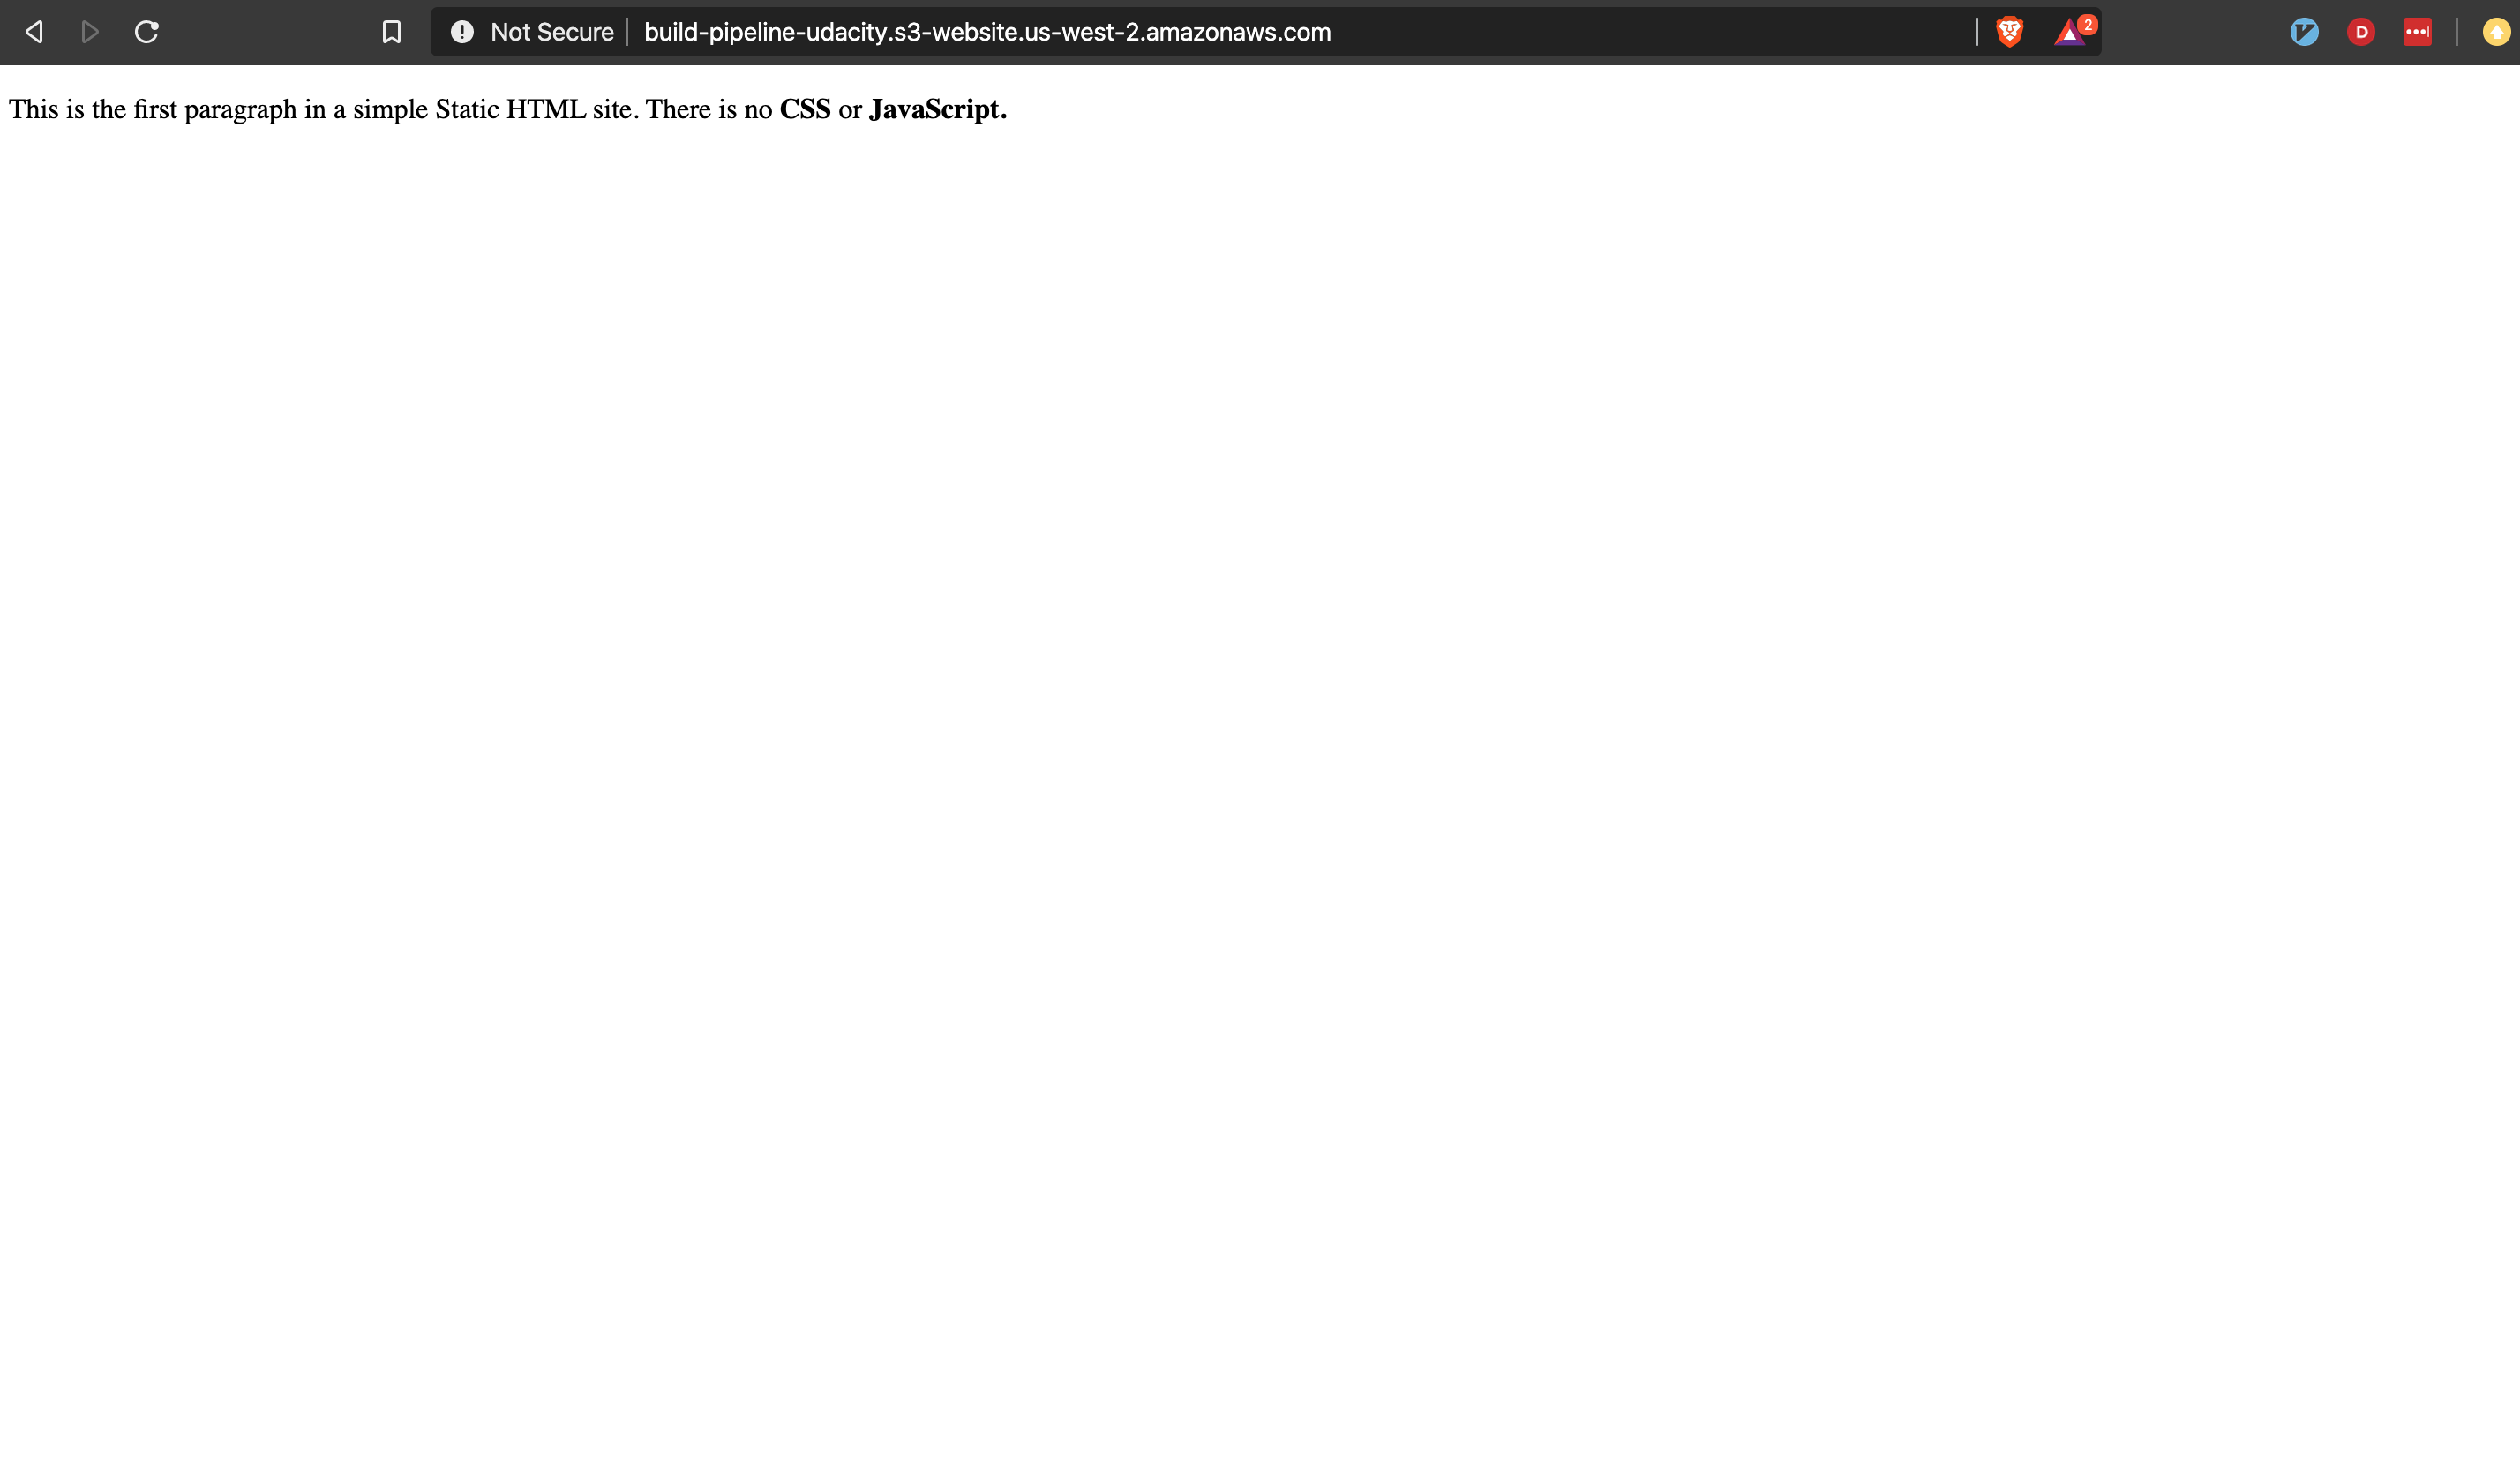 Not Secure build-pipeline-udacity.s3-website.us-west-2.amazonaws.com 2 D
This is the first paragraph in a simple Static HTML site. There is no CSS or JavaScript.